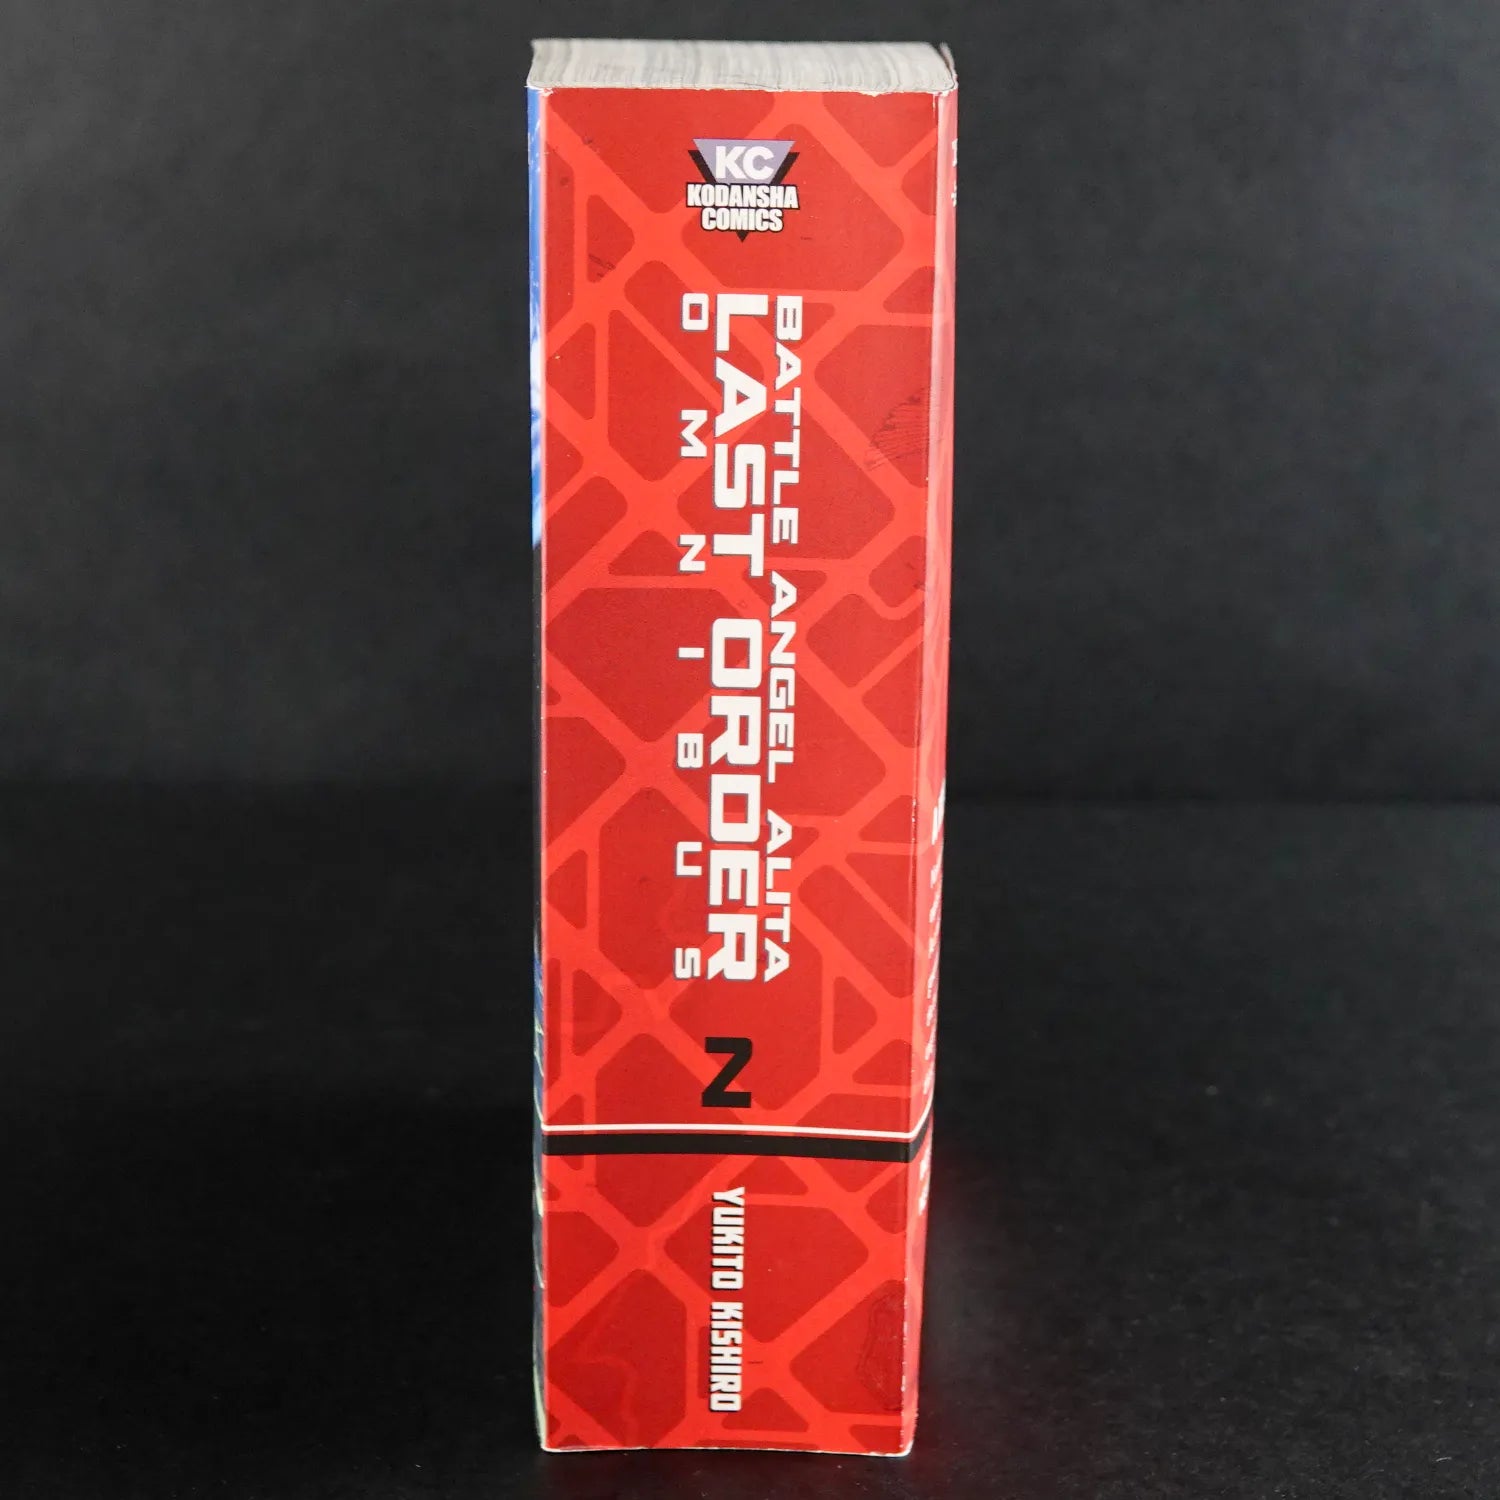 KC
KODANSHA
COMICS
BATTLE ANGEL ALITA
LAST ORDER
OMNIBUS
2
YUKITO KISHIRO